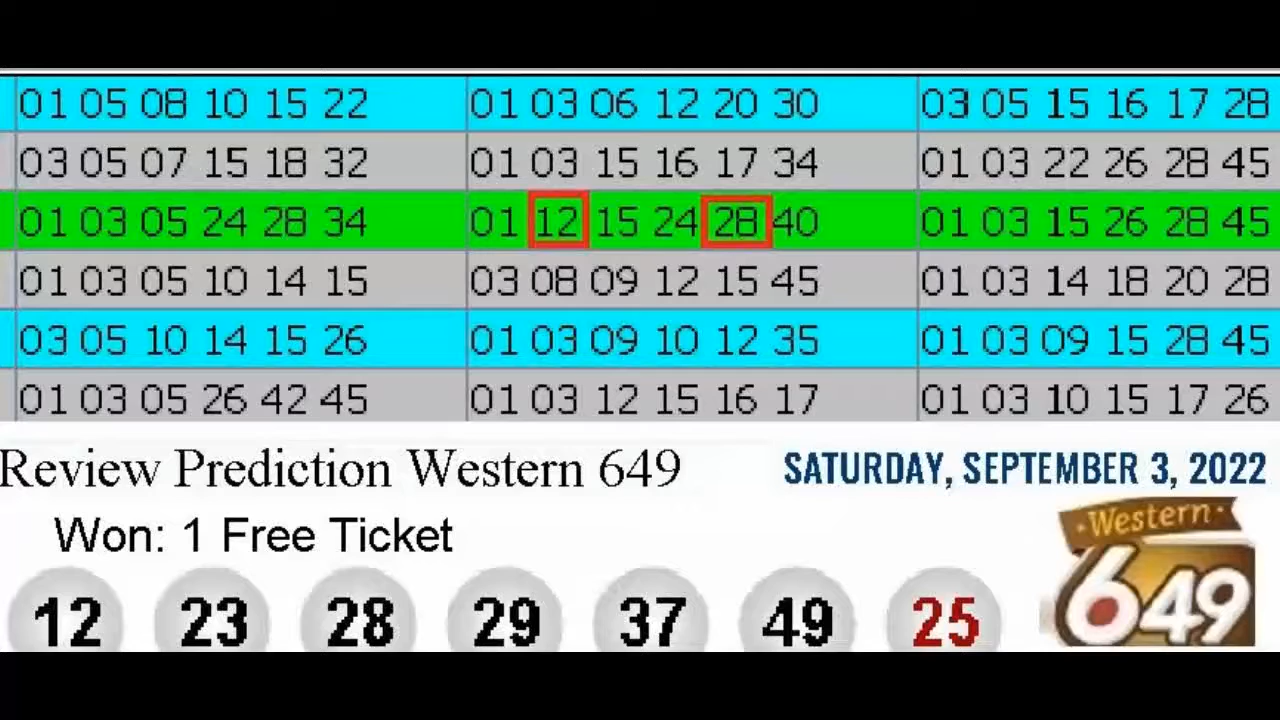 01 05 08 10 15 22 01 03 06 12 20 30 03 05 15 16 17 28
03 05 07 15 18 32 01 03 15 16 17 34 01 03 22 26 28 45
01 03 05 24 28 34 01 12 15 24 28 40 01 03 15 26 28 45
01 03 05 10 14 15 03 08 09 12 15 45 01 03 14 18 20 28
03 05 10 14 15 26 01 03 09 10 12 35 01 03 09 15 28 45
01 03 05 26 42 45 01 03 12 15 16 17 01 03 10 15 17 26
Review Prediction Western 649 SATURDAY, SEPTEMBER 3, 2022
Won: 1 Free Ticket
Western
649
12 23 28 29 37 49 25